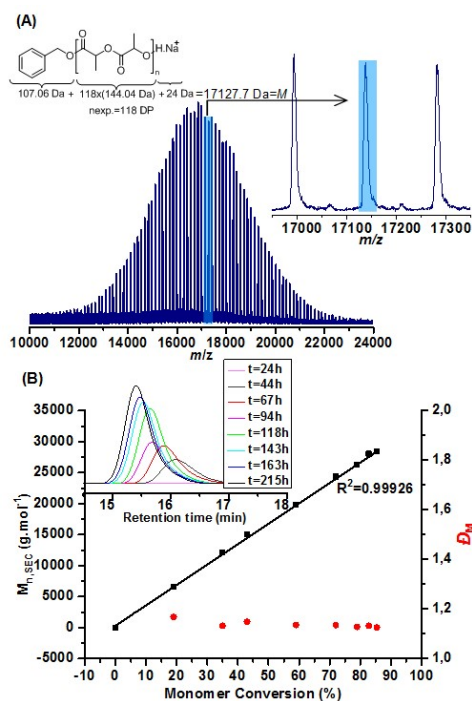 (A)
O
O
O
O
H.Na+
n
107.06 Da + 118x(144.04 Da) + 24 Da =17127.7 Da=M
nexp.=118 DP
17000 17100 17200 17300
m/z
10000 12000 14000 16000 18000 20000 22000 24000
m/z
(B)
t=24h
t=44h
t=67h
t=94h
t=118h
t=143h
t=163h
t=215h
15 16 17 18
Retention time (min)
R2=0.99926
35000
30000
25000
20000
15000
10000
5000
0
-5000
Mn,SEC (g.mol-1)
2,0
1,8
1,6
1,4
1,2
1,0
ĐM
-10 0 10 20 30 40 50 60 70 80 90 100
Monomer Conversion (%)